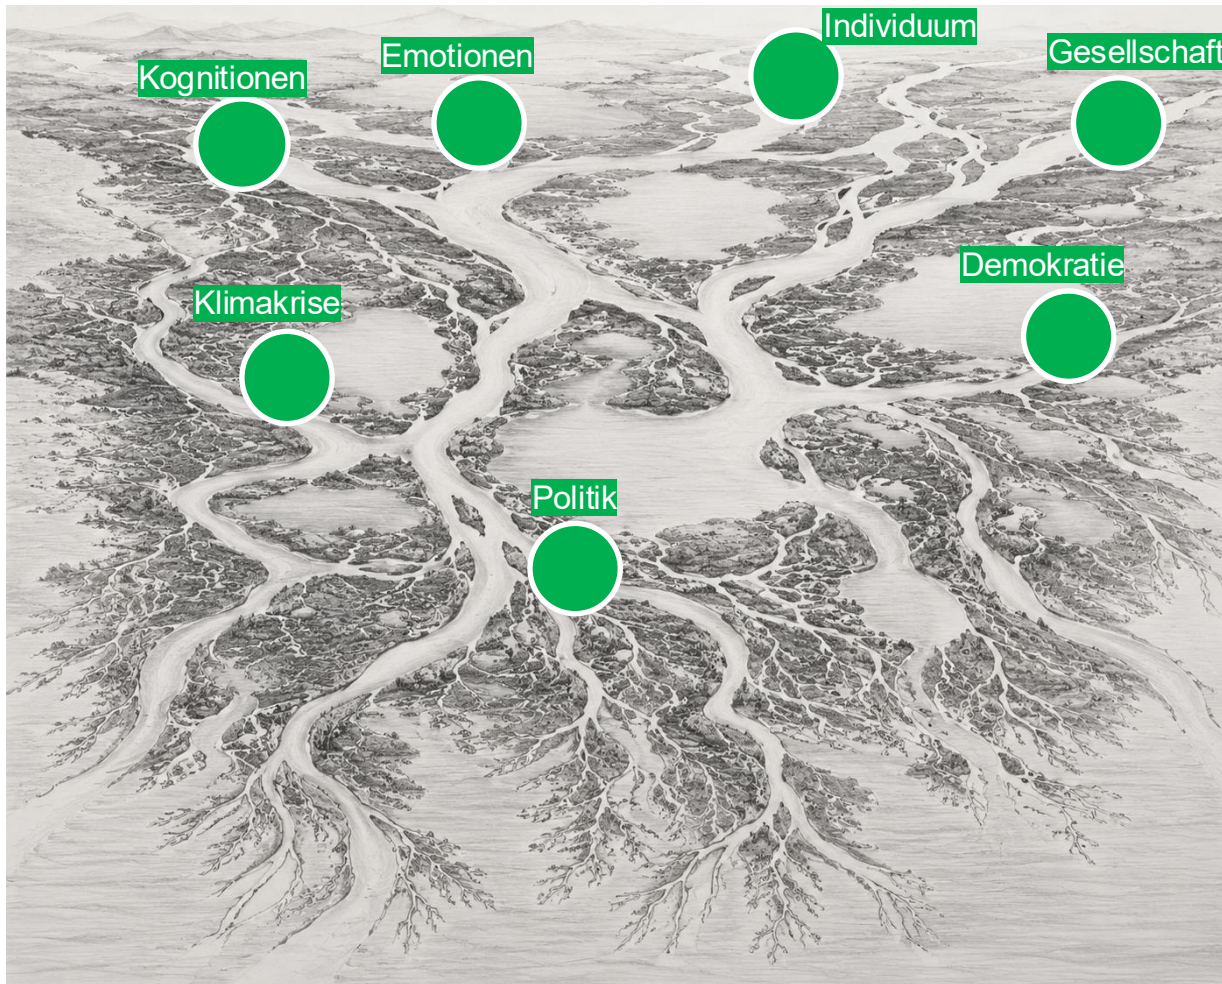 Individuum
Gesellschaft
Emotionen
Kognitionen
Demokratie
Klimakrise
Politik